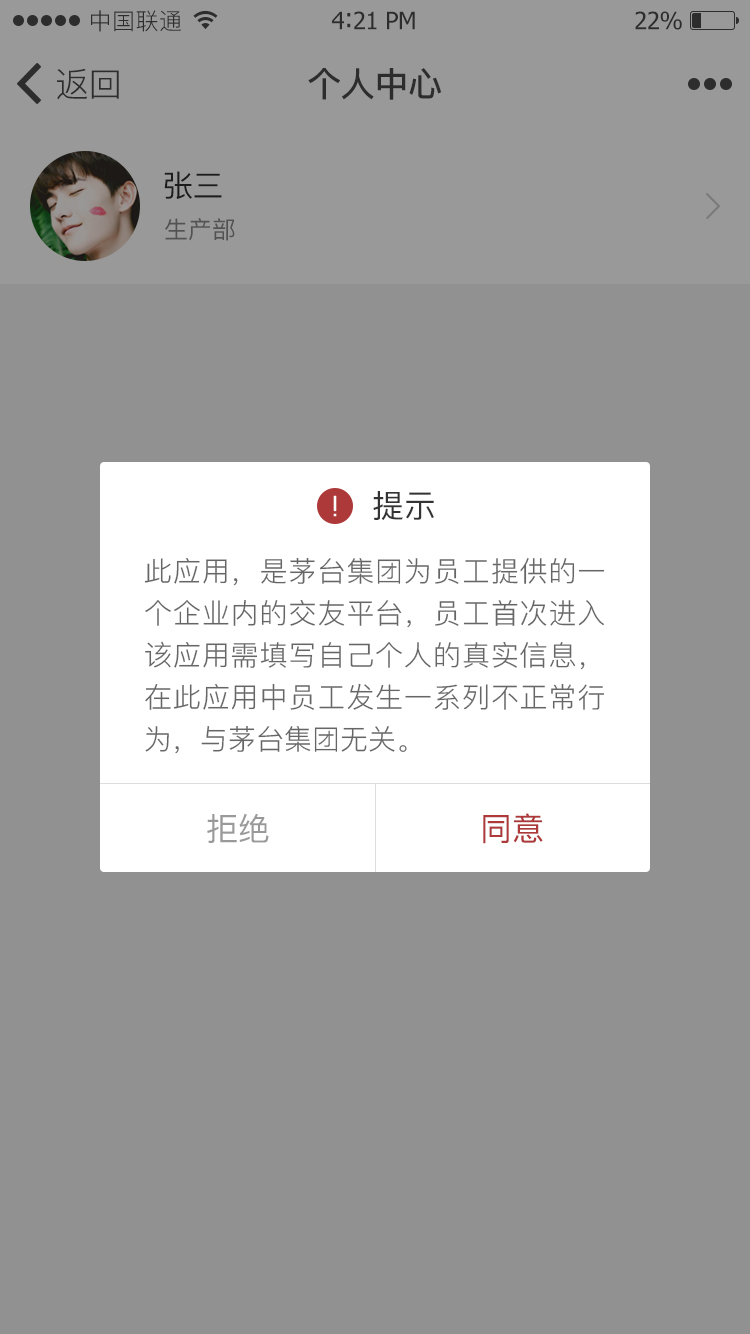 中国联通 4:21 PM 22%
返回 个人中心
张三
生产部
提示
此应用，是茅台集团为员工提供的一
个企业内的交友平台，员工首次进入
该应用需填写自己个人的真实信息，
在此应用中员工发生一系列不正常行
为，与茅台集团无关。
拒绝 同意